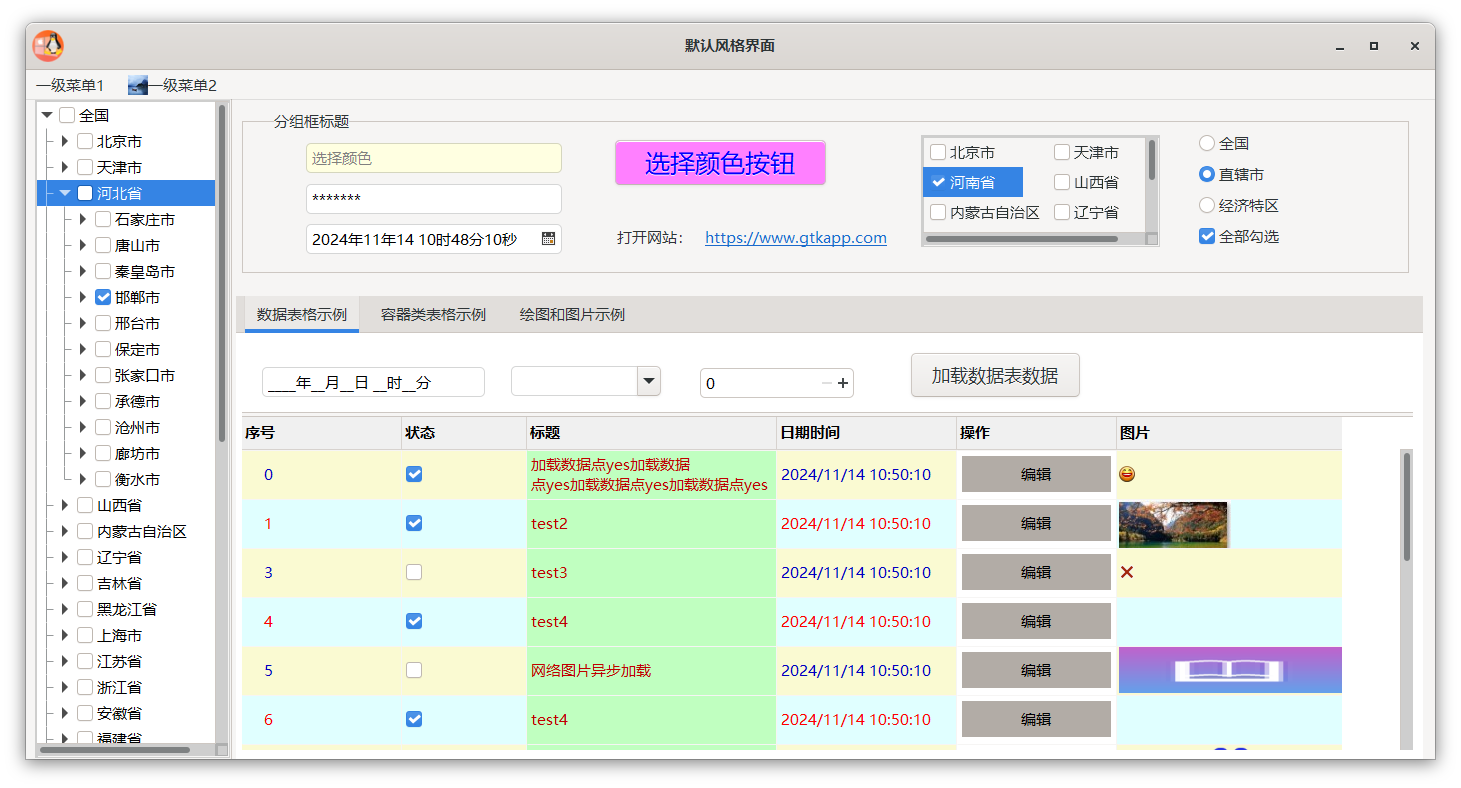 默认风格界面
一级菜单1 一级菜单2
全国
北京市
天津市
河北省
石家庄市
唐山市
秦皇岛市
邯郸市
邢台市
保定市
张家口市
承德市
沧州市
廊坊市
衡水市
山西省
内蒙古自治区
辽宁省
吉林省
黑龙江省
上海市
江苏省
浙江省
安徽省
福建省
分组框标题
选择颜色
*******
2024年11年14 10时48分10秒
选择颜色按钮
打开网站： https://www.gtkapp.com
北京市 天津市
河南省 山西省
内蒙古自治区 辽宁省
全国
直辖市
经济特区
全部勾选
数据表格示例 容器类表格示例 绘图和图片示例
____年__月__日 __时__分 0 加载数据表数据
序号 状态 标题 日期时间 操作 图片
0 加载数据点yes加载数据
点yes加载数据点yes加载数据点yes 2024/11/14 10:50:10 编辑
1 test2 2024/11/14 10:50:10 编辑
3 test3 2024/11/14 10:50:10 编辑
4 test4 2024/11/14 10:50:10 编辑
5 网络图片异步加载 2024/11/14 10:50:10 编辑
6 test4 2024/11/14 10:50:10 编辑